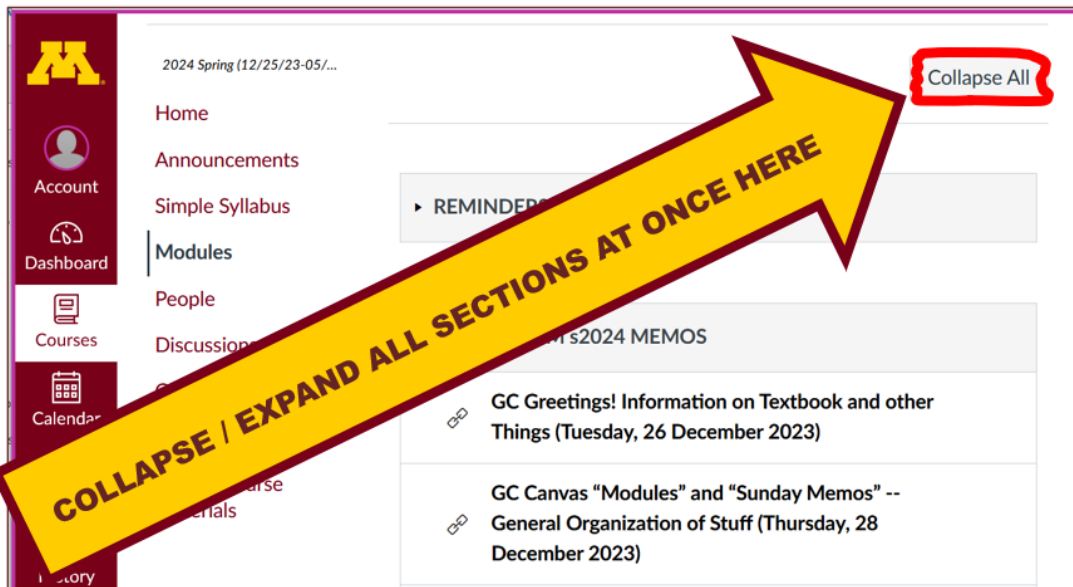 M
2024 Spring (12/25/23-05/...
Collapse All
Account
Dashboard
Courses
Calendar
Home
Announcements
Simple Syllabus
Modules
People
Discussions
COLLAPSE / EXPAND ALL SECTIONS AT ONCE HERE
REMINDERS
s2024 MEMOS
GC Greetings! Information on Textbook and other
Things (Tuesday, 26 December 2023)
GC Canvas “Modules” and “Sunday Memos” --
General Organization of Stuff (Thursday, 28
December 2023)